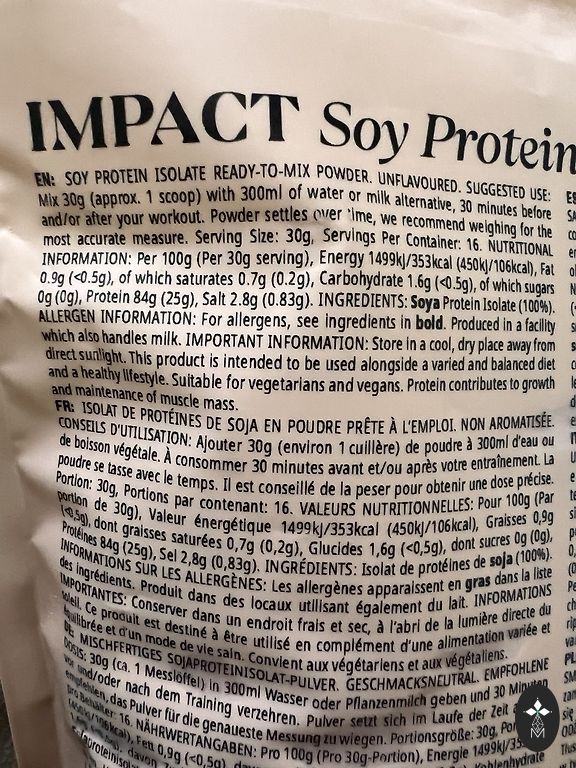 IMPACT Soy Protein
EN: SOY PROTEIN ISOLATE READY-TO-MIX POWDER. UNFLAVOURED. SUGGESTED USE:
Mix 30g (approx. 1 scoop) with 300ml of water or milk alternative, 30 minutes before
and/or after your workout. Powder settles over time, we recommend weighing for the
most accurate measure. Serving Size: 30g, Servings Per Container: 16. NUTRITIONAL
INFORMATION: Per 100g (Per 30g serving), Energy 1499kJ/353kcal (450kJ/106kcal), Fat
0.9g (<0.5g), of which saturates 0.7g (0.2g), Carbohydrate 1.6g (<0.5g), of which sugars
0g (0g), Protein 84g (25g), Salt 2.8g (0.83g). INGREDIENTS: Soya Protein Isolate (100%).
ALLERGEN INFORMATION: For allergens, see ingredients in bold. Produced in a facility
which also handles milk. IMPORTANT INFORMATION: Store in a cool, dry place away from
direct sunlight. This product is intended to be used alongside a varied and balanced diet
and a healthy lifestyle. Suitable for vegetarians and vegans. Protein contributes to growth
and maintenance of muscle mass.
FR: ISOLAT DE PROTÉINES DE SOJA EN POUDRE PRÊTE À L'EMPLOI. NON AROMATISÉE.
CONSEILS D'UTILISATION: Ajouter 30g (environ 1 cuillère) de poudre à 300ml d'eau ou
de boisson végétale. À consommer 30 minutes avant et/ou après votre entraînement. La
poudre se tasse avec le temps. Il est conseillé de la peser pour obtenir une dose précise.
Portion: 30g, Portions par contenant: 16. VALEURS NUTRITIONNELLES: Pour 100g (Par
portion de 30g), Valeur énergétique 1499kJ/353kcal (450kJ/106kcal), Graisses 0,9g
(<0,5g), dont graisses saturées 0,7g (0,2g), Glucides 1,6g (<0,5g), dont sucres 0g (0g),
Protéines 84g (25g), Sel 2,8g (0,83g). INGRÉDIENTS: Isolat de protéines de soja (100%).
INFORMATIONS SUR LES ALLERGÈNES: Les allergènes apparaissent en gras dans la liste
des ingrédients. Produit dans des locaux utilisant également du lait. INFORMATIONS
IMPORTANTES: Conserver dans un endroit frais et sec, à l'abri de la lumière directe du
soleil. Ce produit est destiné à être utilisé en complément d'une alimentation variée et
équilibrée et d'un mode de vie sain. Convient aux végétariens et aux végétaliens.
DE: MISCHFERTIGES SOJAPROTEINISOLAT-PULVER. GESCHMACKSNEUTRAL. EMPFOHLENE
DOSIS: 30g (ca. 1 Messlöffel) in 300ml Wasser oder Pflanzenmilch geben und 30 Minuten
vor und/oder nach dem Training verzehren. Pulver setzt sich im Laufe der Zeit
empfehlen, das Pulver für die genaueste Messung zu wiegen. Portionsgröße: 30g,
pro Behälter: 16. NÄHRWERTANGABEN: Pro 100g (Pro 30g-Portion), Energie 1499kJ/
(450kJ/106kcal), Fett 0,9g (<0,5g), davon Kohlenhydrate